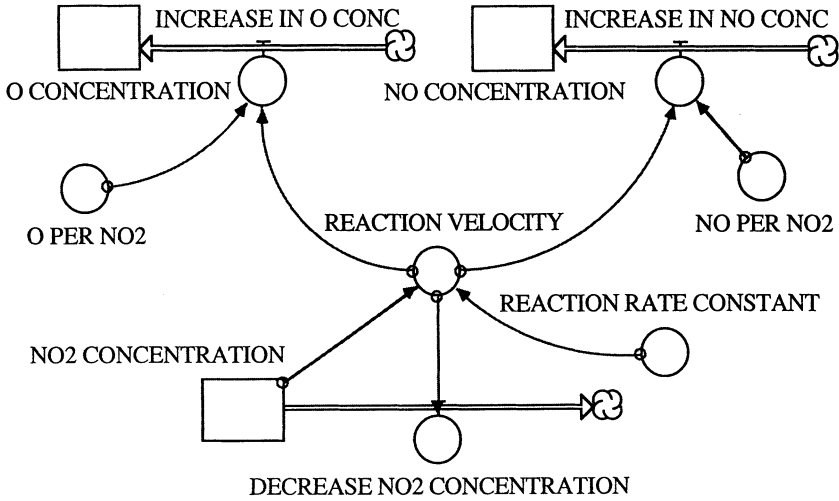 INCREASE IN O CONC
INCREASE IN NO CONC
O CONCENTRATION
NO CONCENTRATION
O PER NO2
REACTION VELOCITY
NO PER NO2
REACTION RATE CONSTANT
NO2 CONCENTRATION
DECREASE NO2 CONCENTRATION